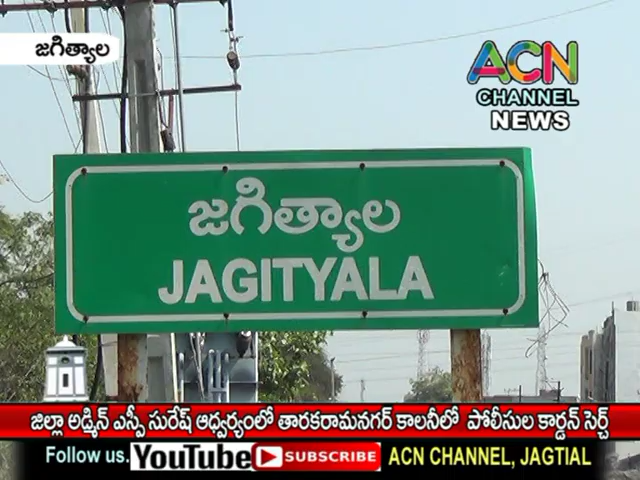 జగిత్యాల
ACN
CHANNEL
NEWS
జగిత్యాల
JAGITYALA
జిల్లా అడ్మిన్ ఎస్పీ సురేష్ ఆధ్వర్యంలో తారకరామనగర్ కాలనీలో పోలీసుల కార్డన్ సెర్చ్
Follow us. YouTube SUBSCRIBE ACN CHANNEL, JAGTIAL